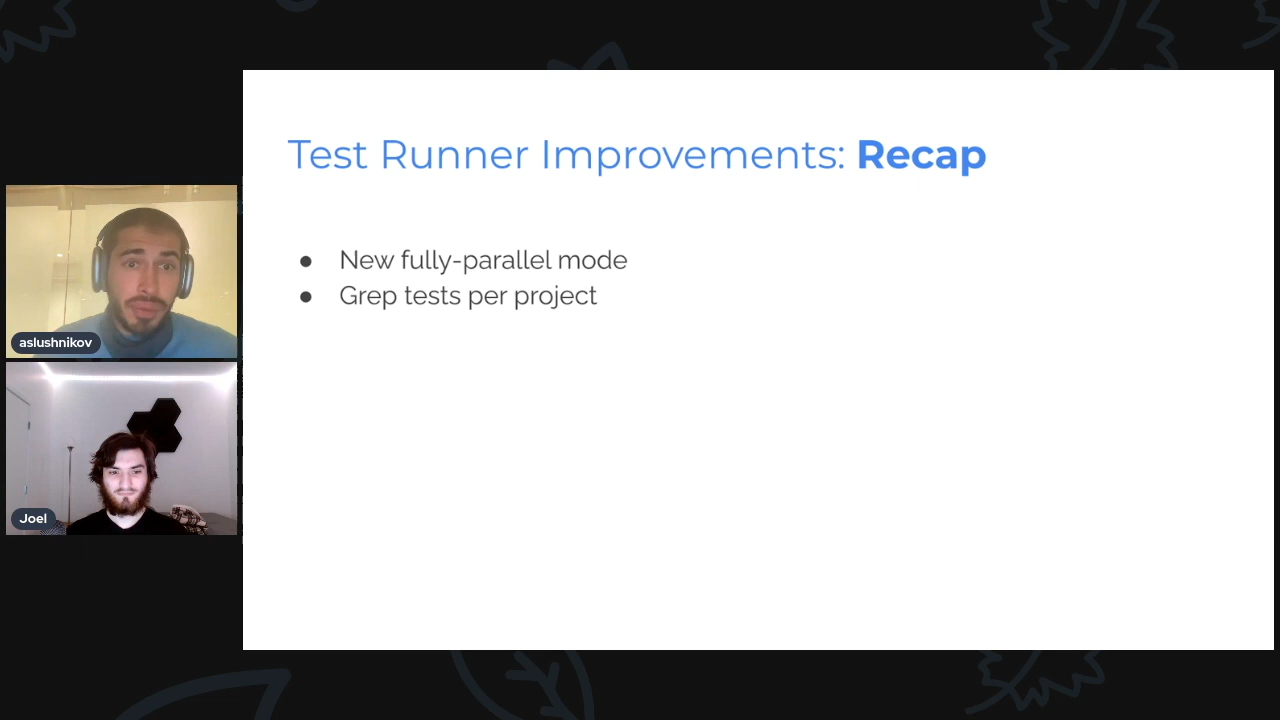 Test Runner Improvements: Recap
● New fully-parallel mode
● Grep tests per project
aslushnikov
Joel